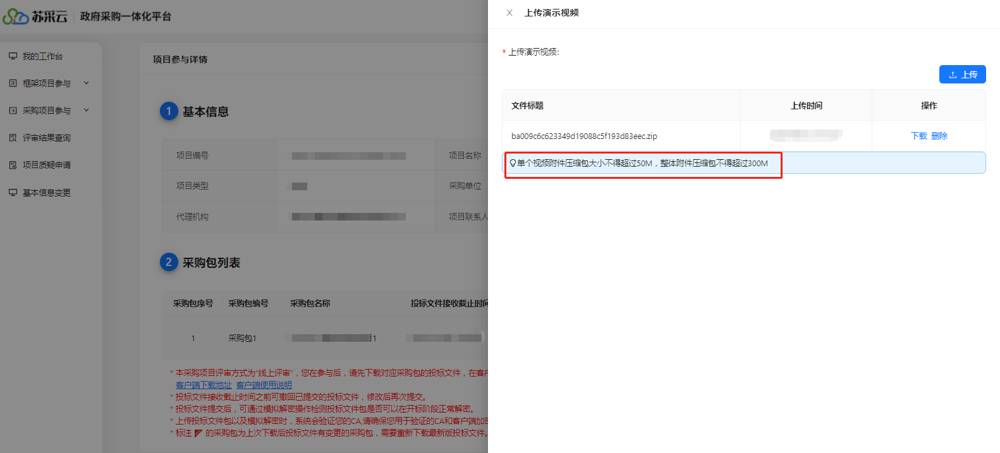 苏采云 政府采购一体化平台
我的工作台
框架项目参与
采购项目参与
评审结果查询
项目质疑申请
基本信息变更
项目参与详情
1 基本信息
项目编号 项目名称
项目类型 采购单位
代理机构 项目联系人
2 采购包列表
采购包序号 采购包编号 采购包名称 投标文件接收截止时间
1 采购包1 目1
* 本采购项目评审方式为“线上评审”，您在参与后，请先下载对应采购包的投标文件，在客户
客户端下载地址 客户端使用说明
* 投标文件接收截止时间之前可撤回已提交的投标文件，修改后再次提交。
* 投标文件提交后，可通过模拟解密操作检测投标文件包是否可以在开标阶段正常解密。
* 上传投标文件包以及模拟解密时，系统会验证您的CA,请确保您用于验证的CA和客户端加密
* 标注 的采购包为上次下载后投标文件有变更的采购包，需要重新下载最新版投标文件。
上传演示视频
* 上传演示视频:
上传
文件标题 上传时间 操作
ba009c6c623349d19088c5f193d83eec.zip 下载 删除
单个视频附件压缩包大小不得超过50M，整体附件压缩包不得超过300M